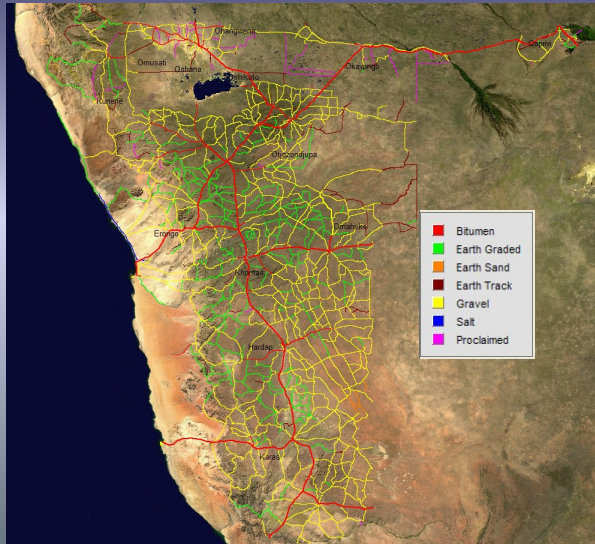 Ohangwena
Omusati
Oshana
Oshikoto
Okavango
Caprivi
Kunene
Otjozondjupa
Erongo
Omaheke
Khomas
Hardap
Karas
Bitumen
Earth Graded
Earth Sand
Earth Track
Gravel
Salt
Proclaimed